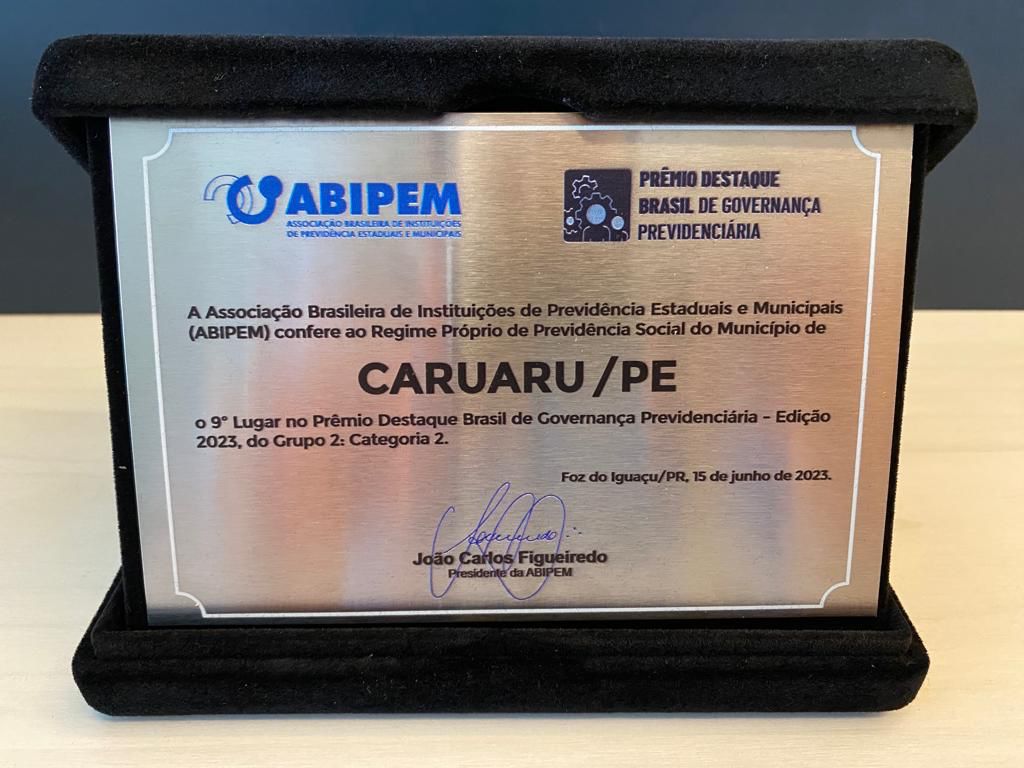 ABIPEM
ASSOCIAÇÃO BRASILEIRA DE INSTITUIÇÕES
DE PREVIDÊNCIA ESTADUAIS E MUNICIPAIS
PRÊMIO DESTAQUE
BRASIL DE GOVERNANÇA
PREVIDENCIÁRIA
A Associação Brasileira de Instituições de Previdência Estaduais e Municipais
(ABIPEM) confere ao Regime Próprio de Previdência Social do Município de
CARUARU/PE
o 9º Lugar no Prêmio Destaque Brasil de Governança Previdenciária – Edição
2023, do Grupo 2: Categoria 2.
Foz do Iguaçu/PR, 15 de junho de 2023.
João Carlos Figueiredo
Presidente da ABIPEM